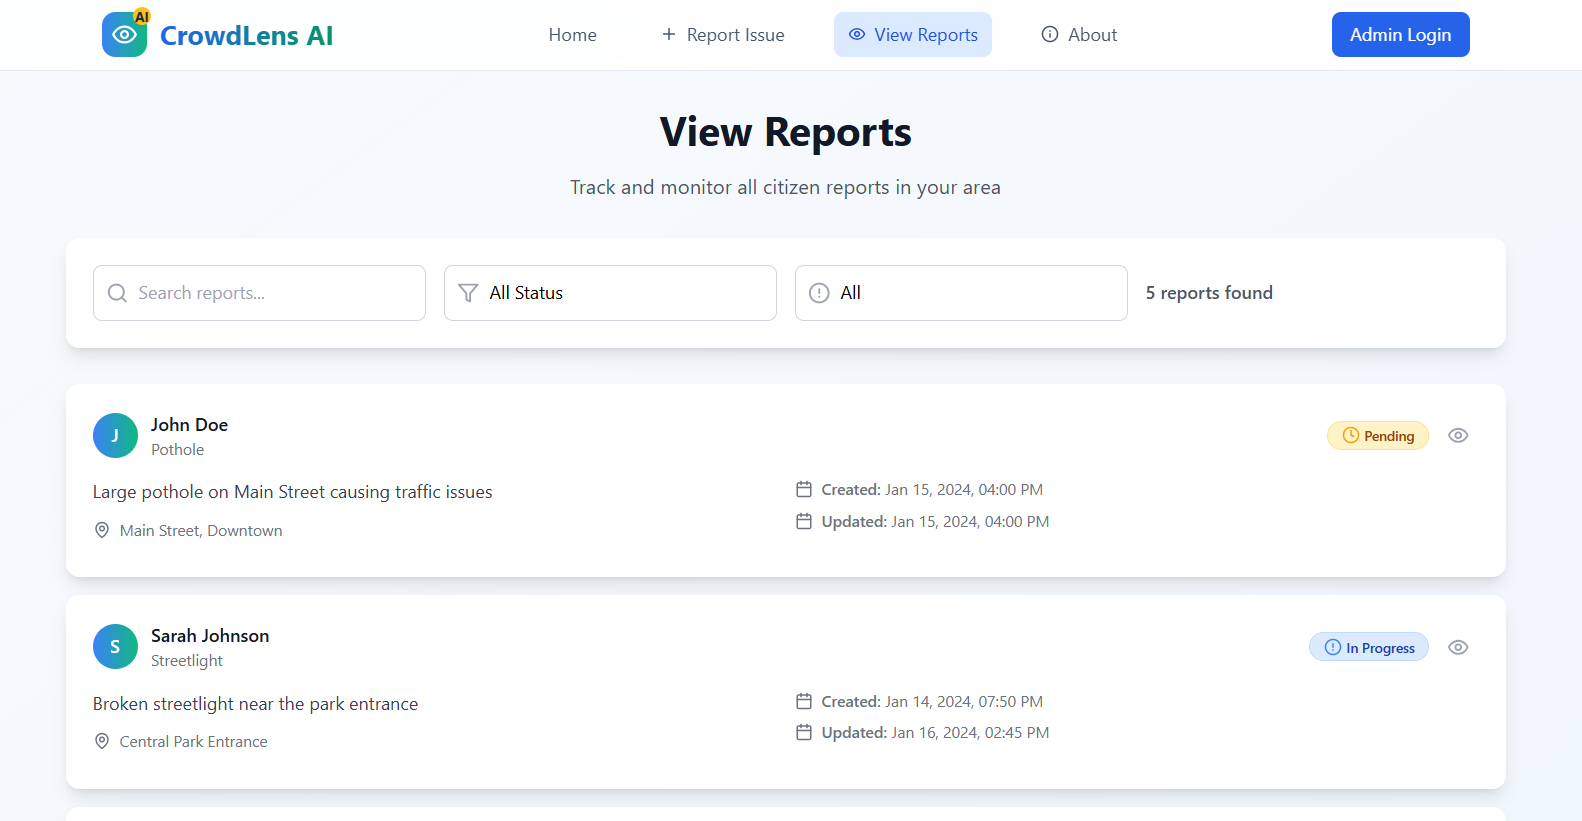 AI
CrowdLens AI
Home
Report Issue
View Reports
About
Admin Login
View Reports
Track and monitor all citizen reports in your area
Search reports...
All Status
All
5 reports found
J
John Doe
Pothole
Pending
Large pothole on Main Street causing traffic issues
Main Street, Downtown
Created: Jan 15, 2024, 04:00 PM
Updated: Jan 15, 2024, 04:00 PM
S
Sarah Johnson
Streetlight
In Progress
Broken streetlight near the park entrance
Central Park Entrance
Created: Jan 14, 2024, 07:50 PM
Updated: Jan 16, 2024, 02:45 PM